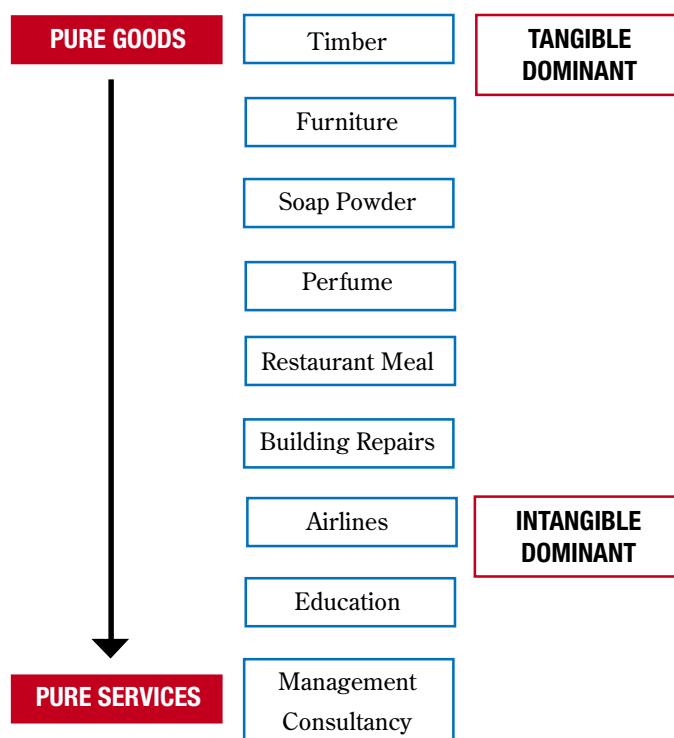 PURE GOODS
Timber
TANGIBLE
DOMINANT
Furniture
Soap Powder
Perfume
Restaurant Meal
Building Repairs
Airlines
INTANGIBLE
DOMINANT
Education
PURE SERVICES
Management
Consultancy